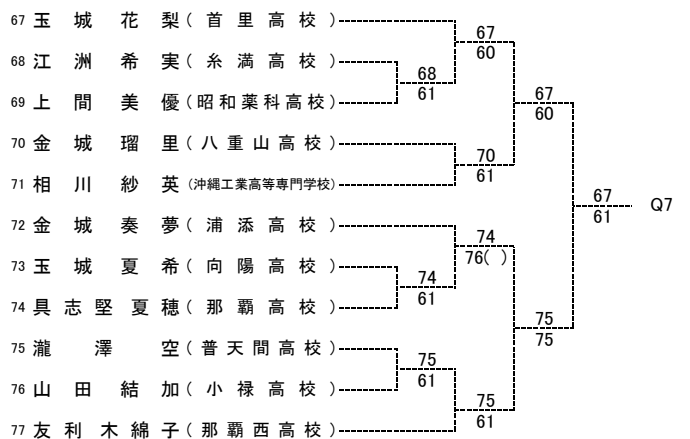 67 玉城花梨(首里高校)
68 江洲希実(糸満高校)
69 上間美優(昭和薬科高校)
70 金城瑠里(八重山高校)
71 相川紗英(沖縄工業高等専門学校)
72 金城奏夢(浦添高校)
73 玉城夏希(向陽高校)
74 具志堅夏穂(那覇高校)
75 瀧澤空(普天間高校)
76 山田結加(小禄高校)
77 友利木綿子(那覇西高校)
68
61
74
61
75
61
67
60
70
61
74
76( )
75
61
67
60
75
75
67
61
Q7